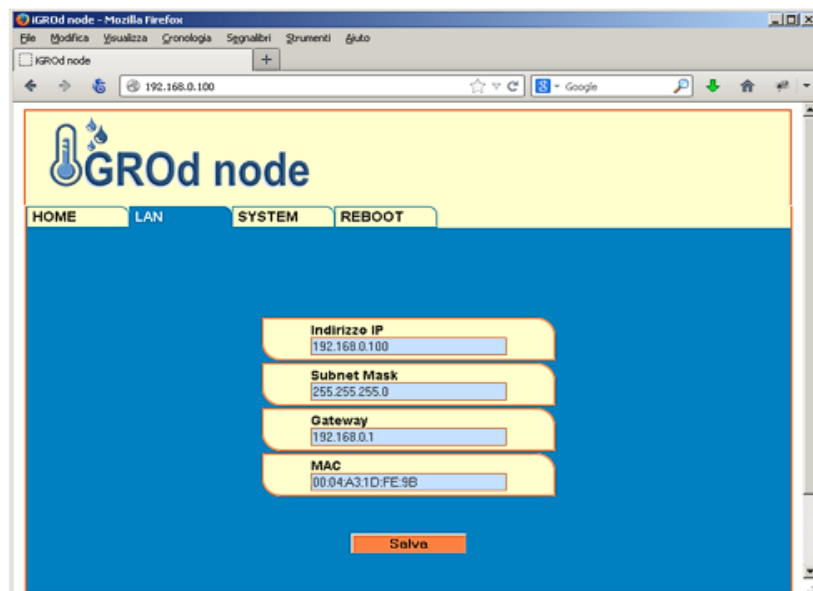 iGROd node - Mozilla Firefox
File Modifica Visualizza Cronologia Segnalibri Strumenti Aiuto
iGROd node
192.168.0.100
Google
iGROd node
HOME LAN SYSTEM REBOOT
Indirizzo IP
192.168.0.100
Subnet Mask
255.255.255.0
Gateway
192.168.0.1
MAC
00:04:A3:1D:FE:9B
Salva